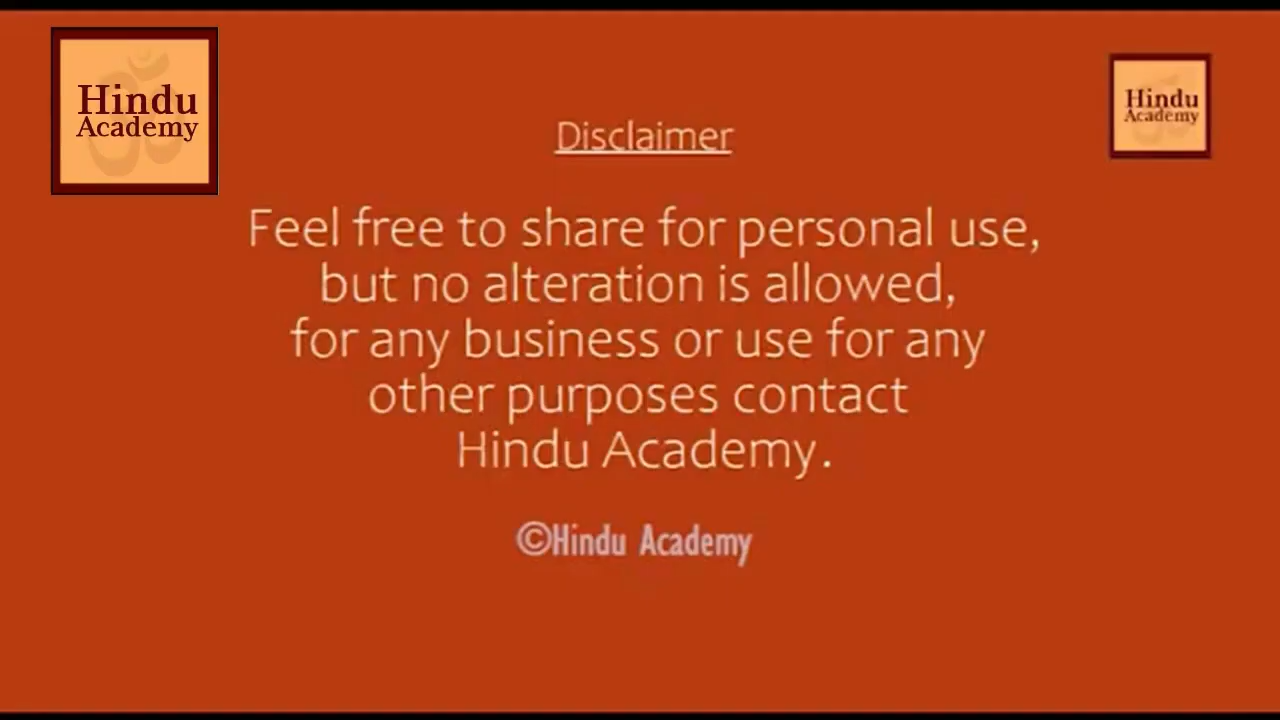 Hindu
Academy
Hindu
Academy
Disclaimer
Feel free to share for personal use,
but no alteration is allowed,
for any business or use for any
other purposes contact
Hindu Academy.
©Hindu Academy